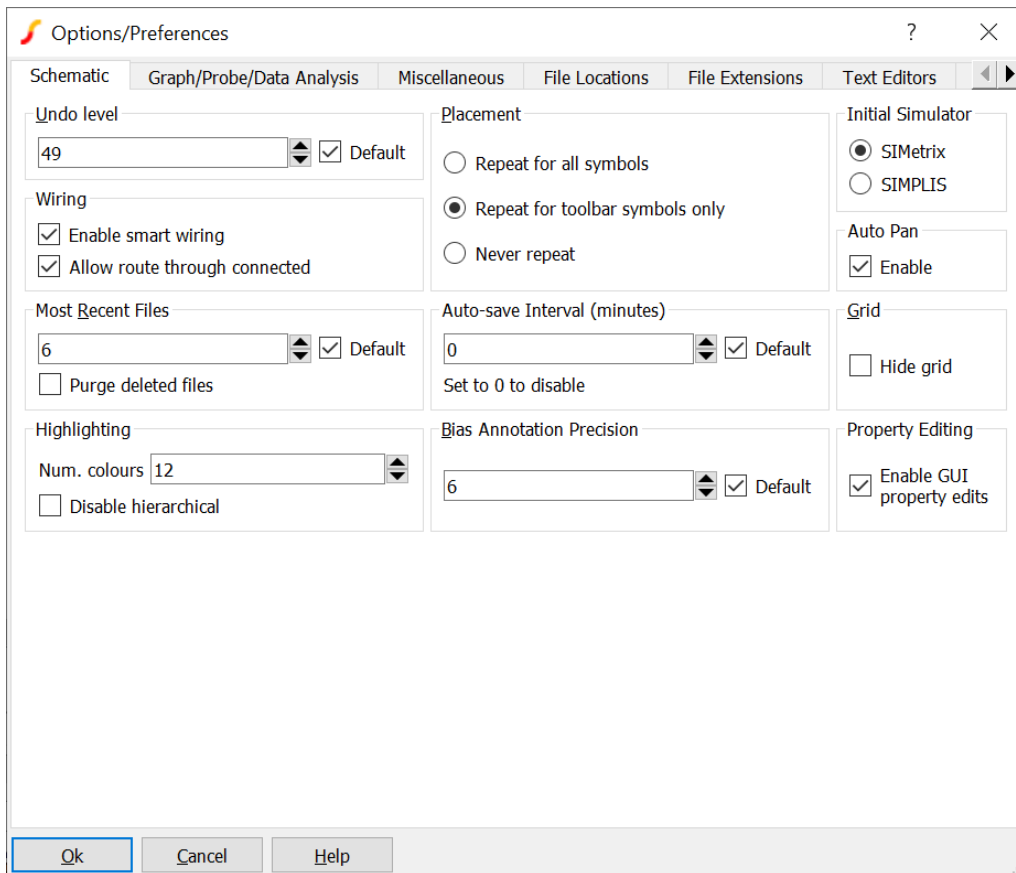 Options/Preferences
?
Schematic
Graph/Probe/Data Analysis
Miscellaneous
File Locations
File Extensions
Text Editors
Undo level
49
Default
Wiring
Enable smart wiring
Allow route through connected
Placement
Repeat for all symbols
Repeat for toolbar symbols only
Never repeat
Initial Simulator
SIMetrix
SIMPLIS
Auto Pan
Enable
Most Recent Files
6
Default
Purge deleted files
Auto-save Interval (minutes)
0
Default
Set to 0 to disable
Grid
Hide grid
Highlighting
Num. colours
12
Disable hierarchical
Bias Annotation Precision
6
Default
Property Editing
Enable GUI
property edits
Ok
Cancel
Help